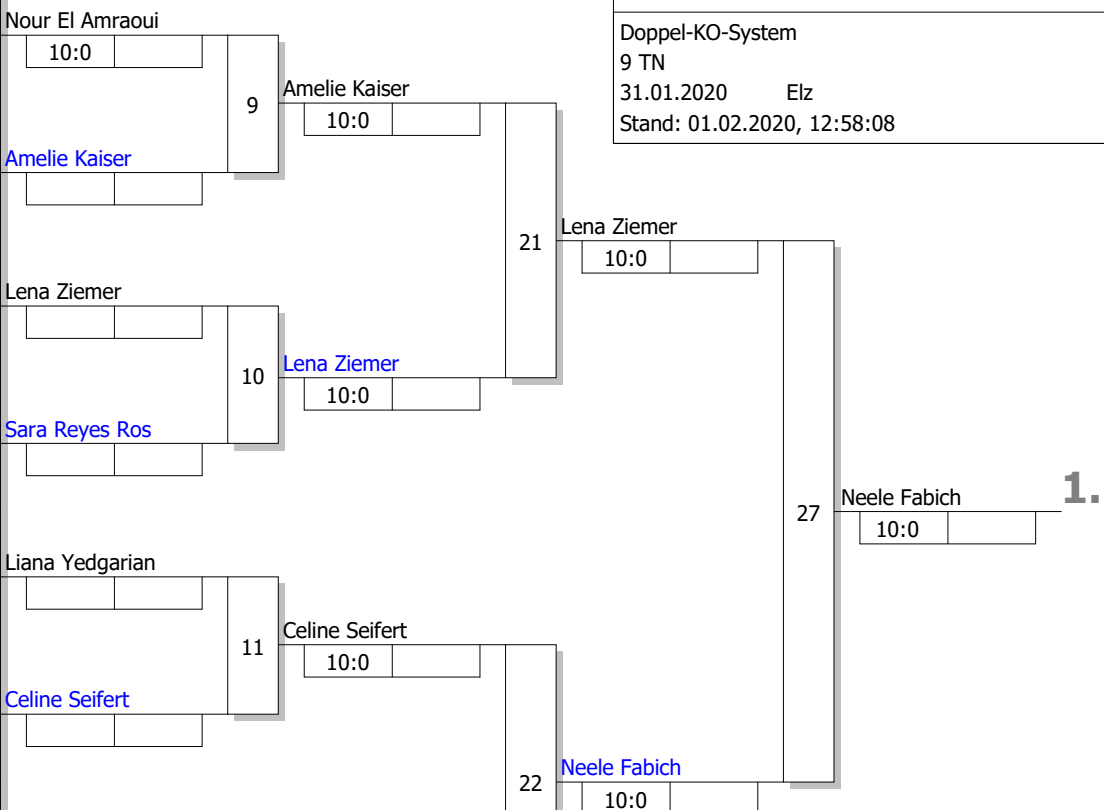 Nour El Amraoui
10:0
Doppel-KO-System
9 TN
31.01.2020 Elz
Stand: 01.02.2020, 12:58:08
9
Amelie Kaiser
10:0
Amelie Kaiser
21
Lena Ziemer
10:0
Lena Ziemer
10
Lena Ziemer
10:0
Sara Reyes Ros
27
Neele Fabich
1.
10:0
Liana Yedgarian
11
Celine Seifert
10:0
Celine Seifert
22
Neele Fabich
10:0